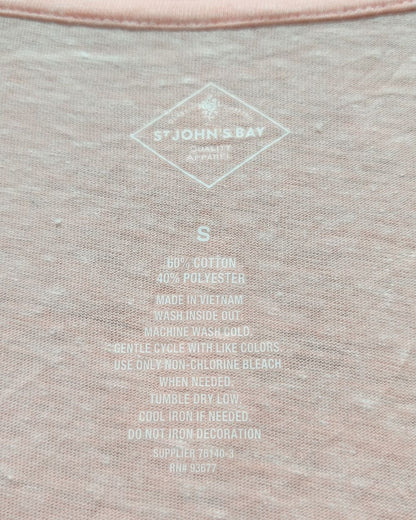 ST JOHN'S BAY
QUALITY
APPAREL
S
60% COTTON
40% POLYESTER
MADE IN VIETNAM
WASH INSIDE OUT.
MACHINE WASH COLD,
GENTLE CYCLE WITH LIKE COLORS.
USE ONLY NON-CHLORINE BLEACH
WHEN NEEDED.
TUMBLE DRY LOW.
COOL IRON IF NEEDED.
DO NOT IRON DECORATION
SUPPLIER 76140-3
RN# 93677